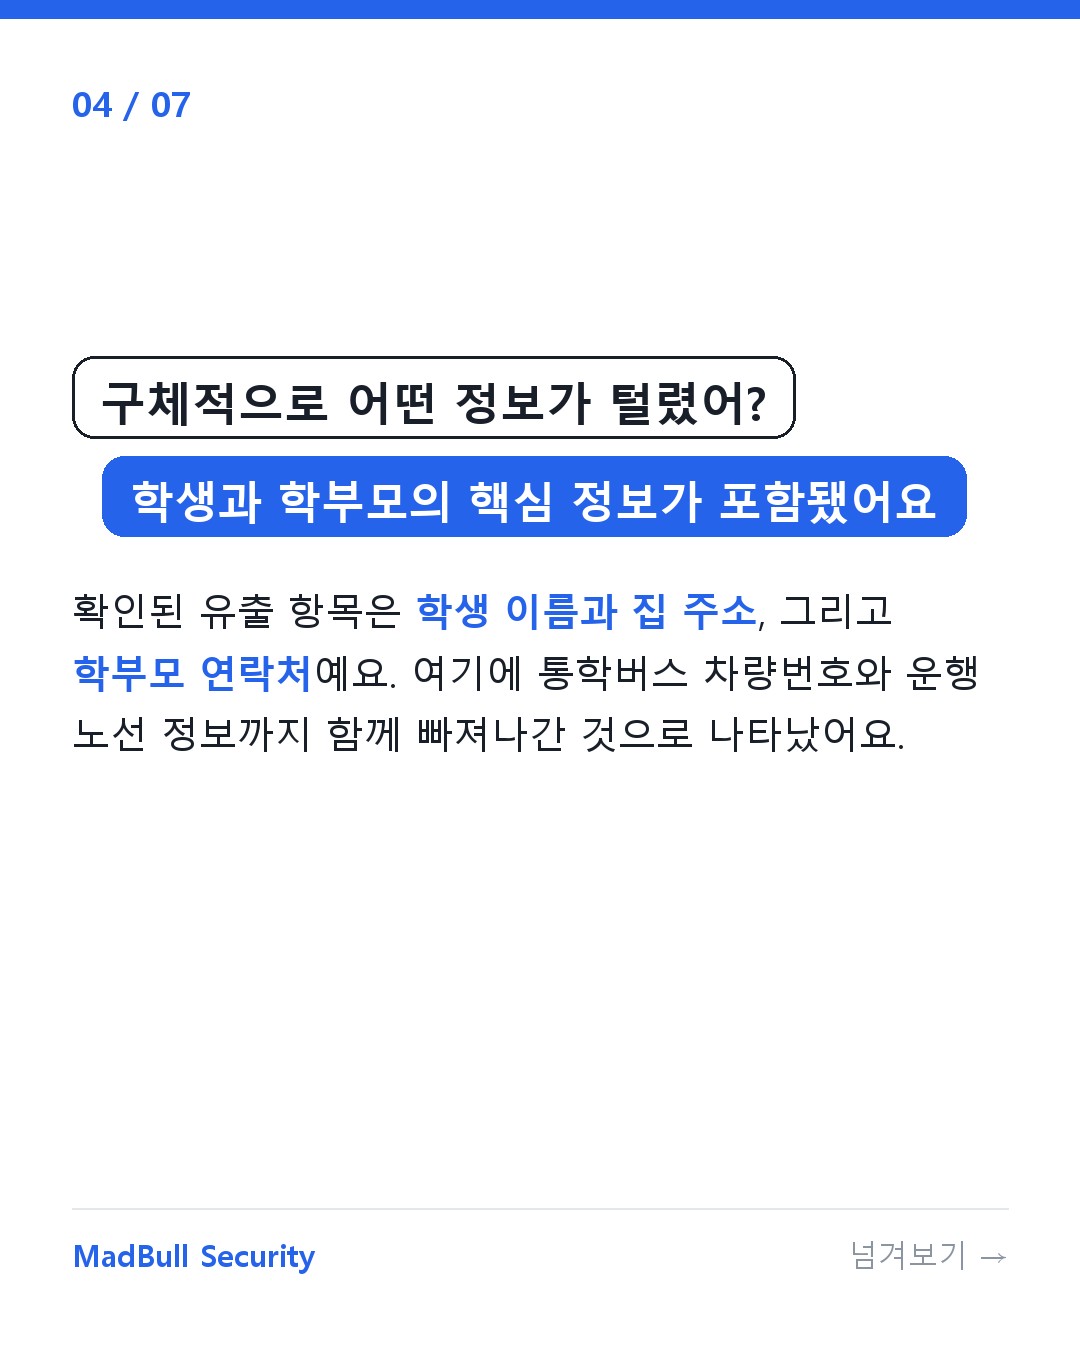 04 / 07
구체적으로 어떤 정보가 털렸어?
학생과 학부모의 핵심 정보가 포함됐어요
확인된 유출 항목은 학생 이름과 집 주소, 그리고
학부모 연락처예요. 여기에 통학버스 차량번호와 운행
노선 정보까지 함께 빠져나간 것으로 나타났어요.
MadBull Security
넘겨보기 →